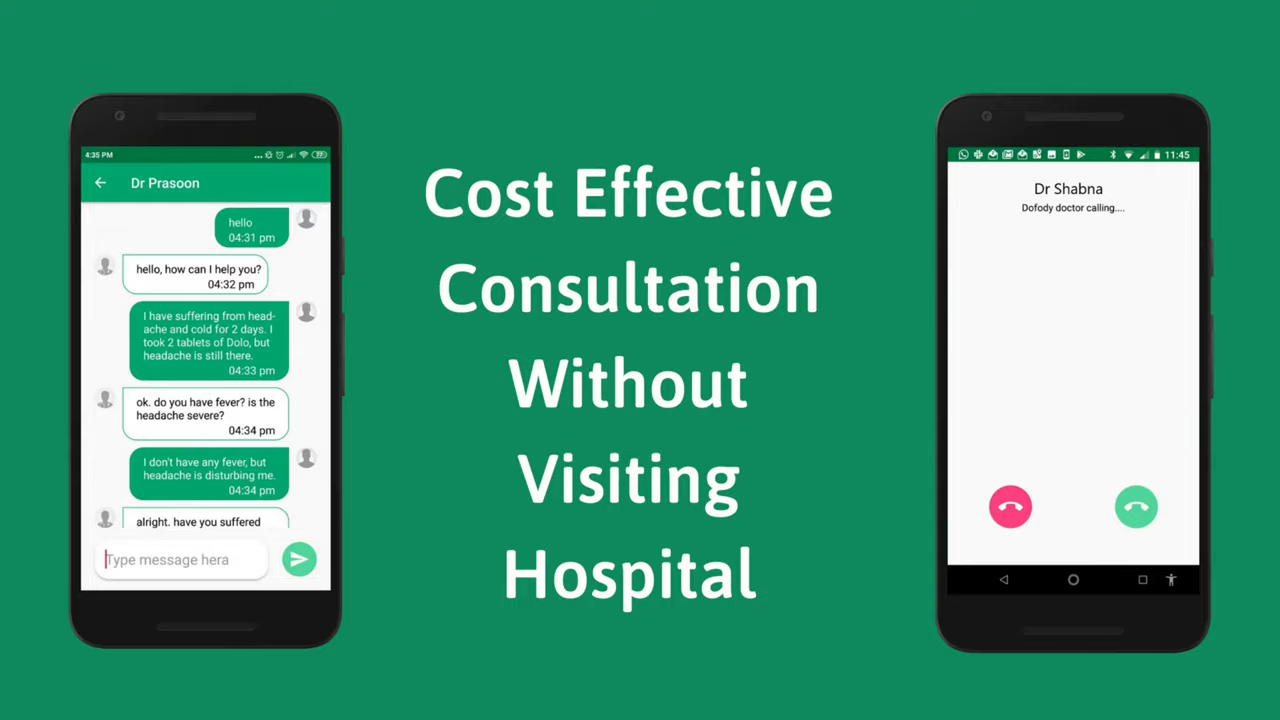 4:35 PM
Dr Prasoon
hello
04:31 pm
hello, how can I help you?
04:32 pm
I have suffering from head-
ache and cold for 2 days. I
took 2 tablets of Dolo, but
headache is still there.
04:33 pm
ok. do you have fever? is the
headache severe?
04:34 pm
I don't have any fever, but
headache is disturbing me.
04:34 pm
alright. have you suffered
Type message hera
Cost Effective
Consultation
Without
Visiting
Hospital
11:45
Dr Shabna
Dofody doctor calling....